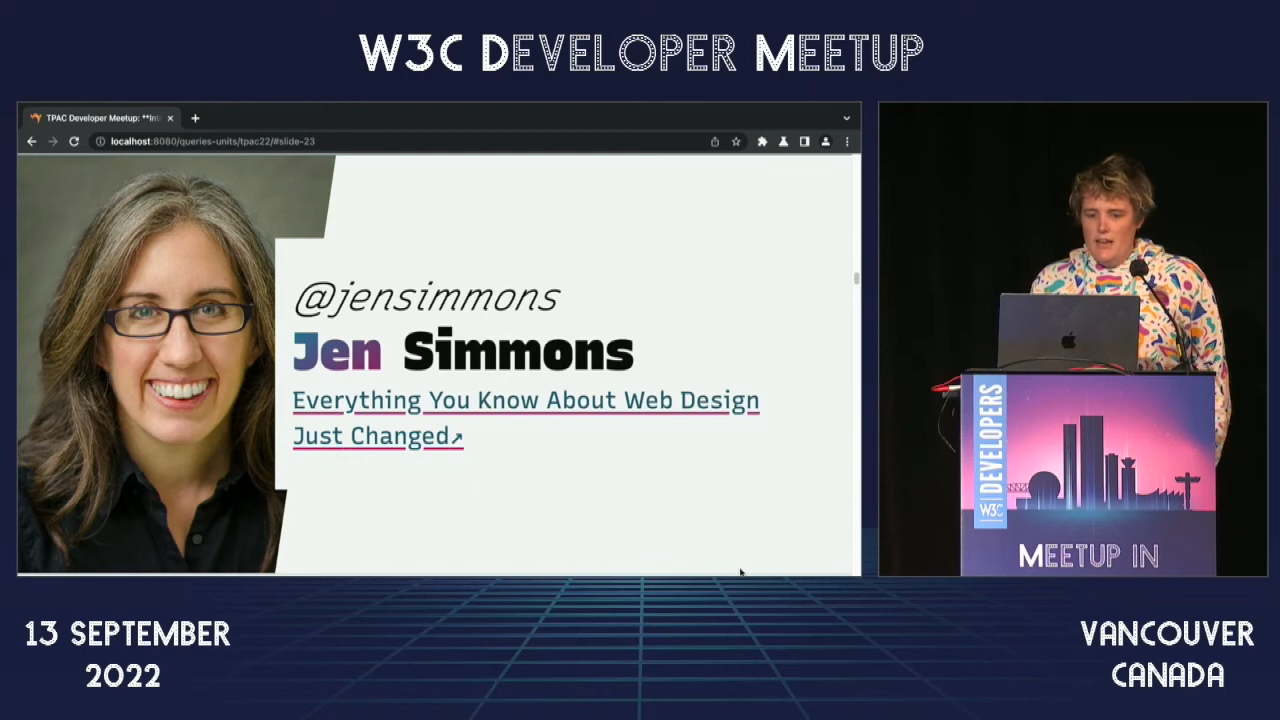 W3C DEVELOPER MEETUP
TPAC Developer Meetup: **Int
localhost:8080/queries-units/tpac22/#slide-23
@jensimmons
Jen Simmons
Everything You Know About Web Design
Just Changed↗
DEVELOPERS
W3C
MEETUP IN
13 SEPTEMBER
2022
VANCOUVER
CANADA